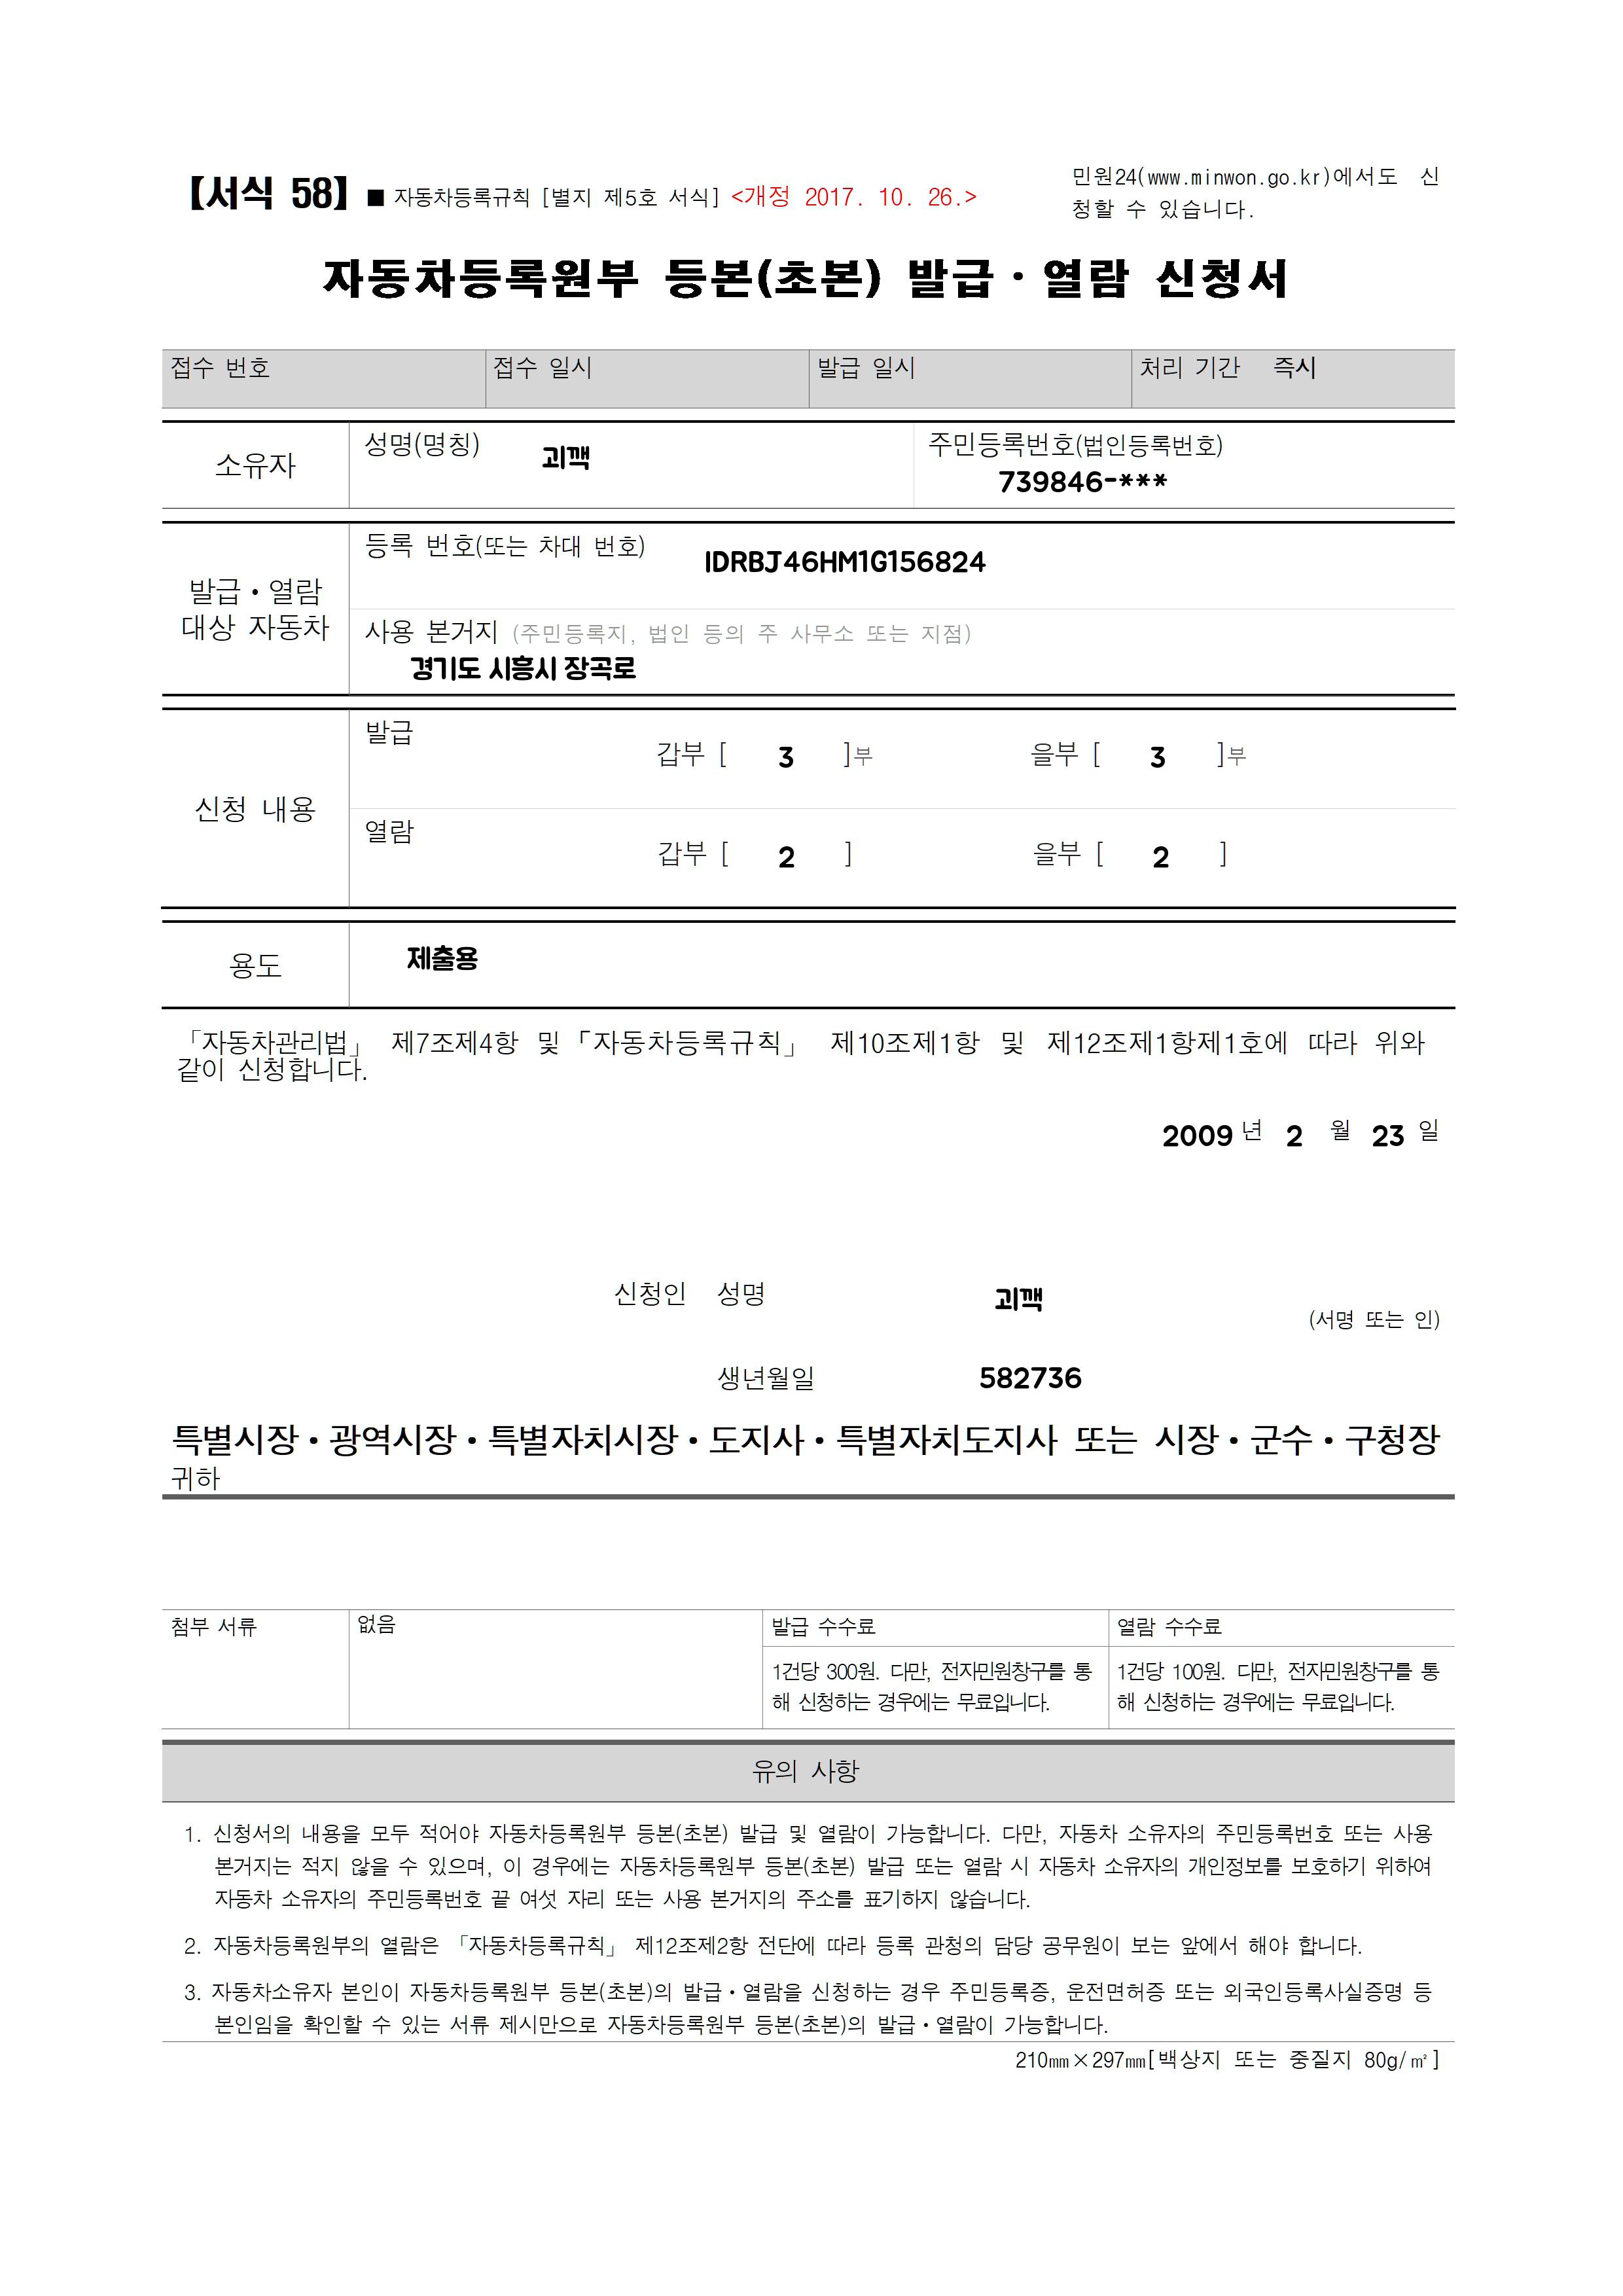 【서식 58】 ■ 자동차등록규칙 [별지 제5호 서식] <개정 2017. 10. 26.>
민원24(www.minwon.go.kr)에서도 신
청할 수 있습니다.
자동차등록원부 등본(초본) 발급·열람 신청서
접수 번호 접수 일시 발급 일시 처리 기간 즉시
소유자 성명(명칭) 괴깩 주민등록번호(법인등록번호)
739846-***
발급·열람 대상 자동차
등록 번호(또는 차대 번호) IDRBJ46HM1G156824
사용 본거지 (주민등록지, 법인 등의 주 사무소 또는 지점)
경기도 시흥시 장곡로
신청 내용
발급 갑부 [ 3 ]부 을부 [ 3 ]부
열람 갑부 [ 2 ] 을부 [ 2 ]
용도 제출용
「자동차관리법」 제7조제4항 및 「자동차등록규칙」 제10조제1항 및 제12조제1항제1호에 따라 위와
같이 신청합니다.
2009 년 2 월 23 일
신청인 성명 괴깩 (서명 또는 인)
생년월일 582736
특별시장·광역시장·특별자치시장·도지사·특별자치도지사 또는 시장·군수·구청장
귀하
첨부 서류 없음 발급 수수료 열람 수수료
1건당 300원. 다만, 전자민원창구를 통
해 신청하는 경우에는 무료입니다.
1건당 100원. 다만, 전자민원창구를 통
해 신청하는 경우에는 무료입니다.
유의 사항
1. 신청서의 내용을 모두 적어야 자동차등록원부 등본(초본) 발급 및 열람이 가능합니다. 다만, 자동차 소유자의 주민등록번호 또는 사용
본거지는 적지 않을 수 있으며, 이 경우에는 자동차등록원부 등본(초본) 발급 또는 열람 시 자동차 소유자의 개인정보를 보호하기 위하여
자동차 소유자의 주민등록번호 끝 여섯 자리 또는 사용 본거지의 주소를 표기하지 않습니다.
2. 자동차등록원부의 열람은 「자동차등록규칙」 제12조제2항 전단에 따라 등록 관청의 담당 공무원이 보는 앞에서 해야 합니다.
3. 자동차소유자 본인이 자동차등록원부 등본(초본)의 발급·열람을 신청하는 경우 주민등록증, 운전면허증 또는 외국인등록사실증명 등
본인임을 확인할 수 있는 서류 제시만으로 자동차등록원부 등본(초본)의 발급·열람이 가능합니다.
210㎜×297㎜[백상지 또는 중질지 80g/㎡]